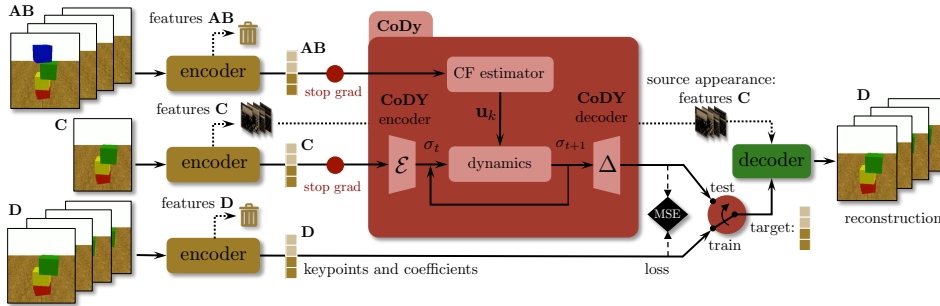 AB
features AB
encoder
AB
stop grad
CoDy
CF estimator
u_k
source appearance:
features C
D
C
features C
encoder
C
stop grad
CoDY
encoder
ℰ
σ_t
dynamics
σ_{t+1}
CoDY
decoder
Δ
decoder
reconstruction
D
features D
encoder
D
keypoints and coefficients
MSE
loss
test
train
target: